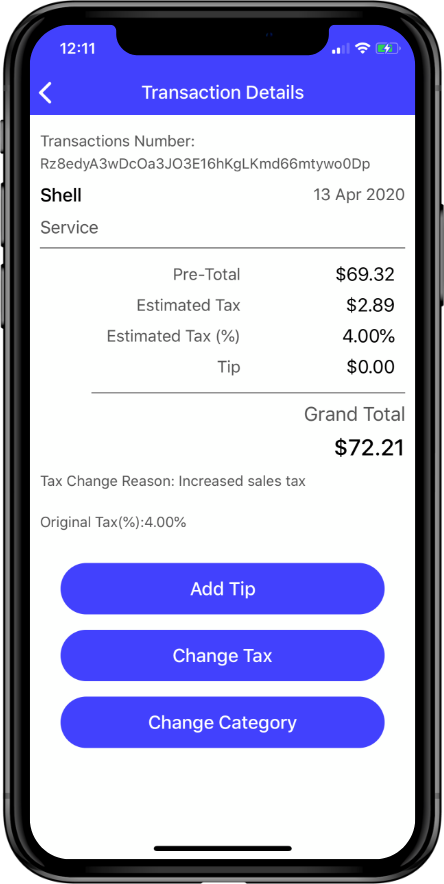 12:11
Transaction Details
Transactions Number:
Rz8edyA3wDcOa3JO3E16hKgLKmd66mtywo0Dp
Shell 13 Apr 2020
Service
Pre-Total $69.32
Estimated Tax $2.89
Estimated Tax (%) 4.00%
Tip $0.00
Grand Total
$72.21
Tax Change Reason: Increased sales tax
Original Tax(%):4.00%
Add Tip
Change Tax
Change Category